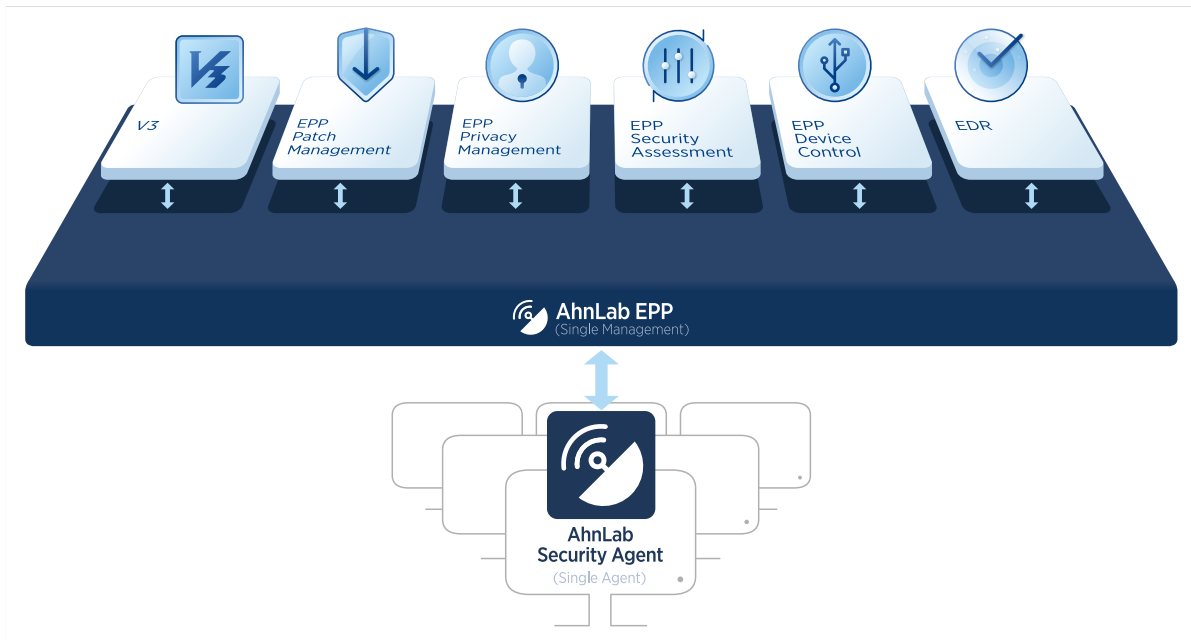 V3
EPP
Patch
Management
EPP
Privacy
Management
EPP
Security
Assessment
EPP
Device
Control
EDR
AhnLab EPP
(Single Management)
AhnLab
Security Agent
(Single Agent)